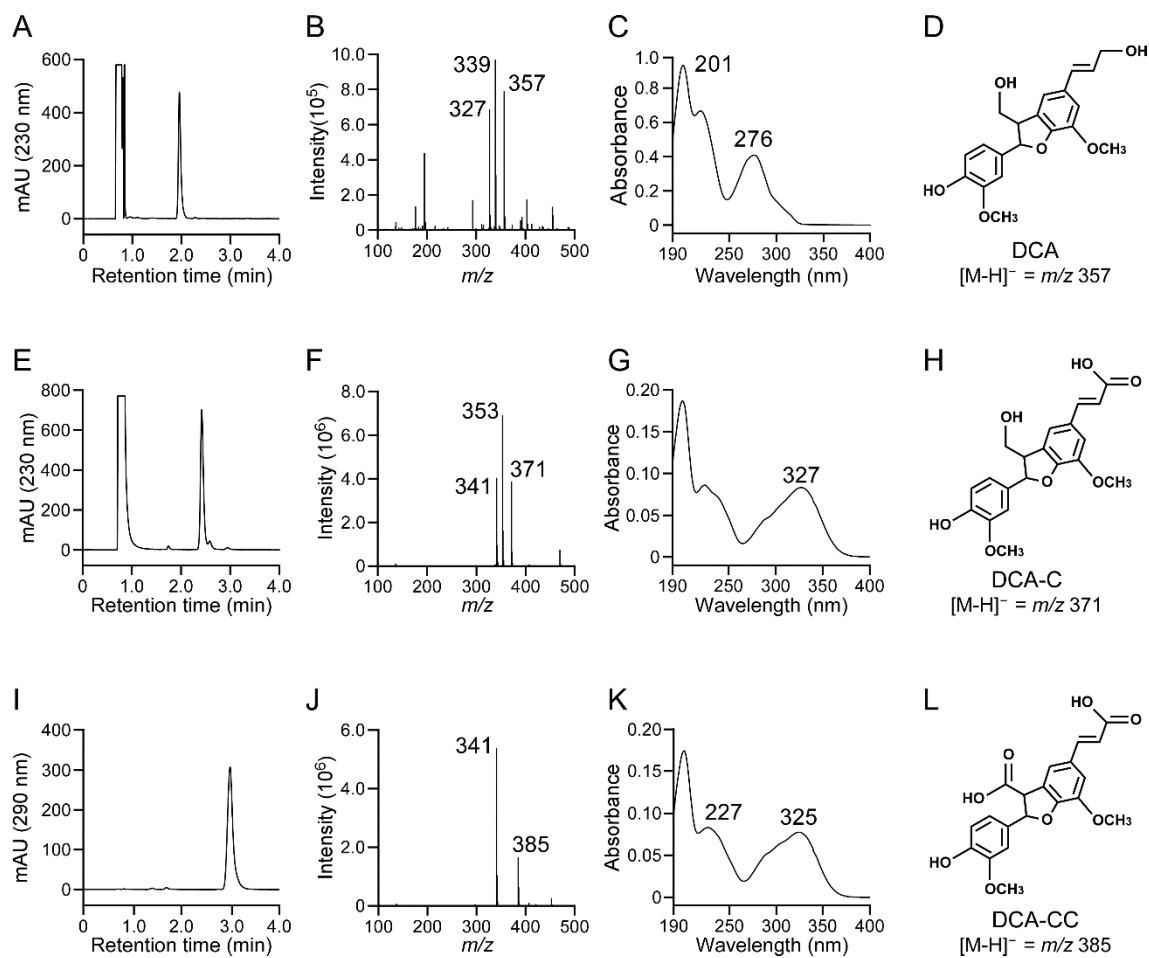 A
mAU (230 nm)
600
400
200
0
0 1.0 2.0 3.0 4.0
Retention time (min)
B
Intensity(10⁵)
10.0
8.0
6.0
4.0
2.0
0
339
327
357
100 200 300 400 500
m/z
C
Absorbance
1.0
0.8
0.6
0.4
0.2
0
201
276
190 250 300 400
Wavelength (nm)
D
OH
OH
O
OCH3
HO
OCH3
DCA
[M-H]⁻ = m/z 357
E
mAU (230 nm)
800
600
400
200
0
0 1.0 2.0 3.0 4.0
Retention time (min)
F
Intensity (10⁶)
8.0
6.0
4.0
2.0
0
353
341
371
100 200 300 400 500
m/z
G
Absorbance
0.20
0.15
0.10
0.05
0
327
190 250 300 400
Wavelength (nm)
H
HO
O
OH
O
OCH3
HO
OCH3
DCA-C
[M-H]⁻ = m/z 371
I
mAU (290 nm)
400
300
200
100
0
0.0 1.0 2.0 3.0 4.0
Retention time (min)
J
Intensity (10⁶)
6.0
4.0
2.0
0
341
385
100 200 300 400 500
m/z
K
Absorbance
0.20
0.15
0.10
0.05
0
227
325
190 250 300 400
Wavelength (nm)
L
HO
O
O
HO
O
OCH3
HO
OCH3
DCA-CC
[M-H]⁻ = m/z 385